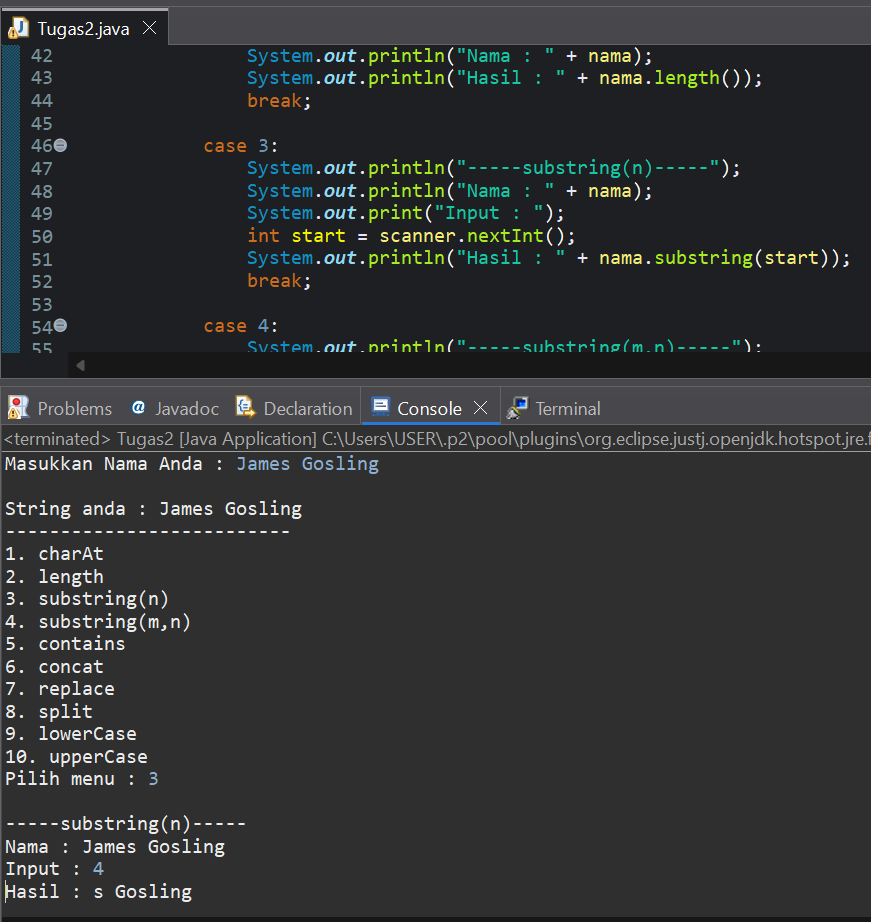 Tugas2.java
42 System.out.println("Nama : " + nama);
43 System.out.println("Hasil : " + nama.length());
44 break;
45
46 case 3:
47 System.out.println("-----substring(n)-----");
48 System.out.println("Nama : " + nama);
49 System.out.print("Input : ");
50 int start = scanner.nextInt();
51 System.out.println("Hasil : " + nama.substring(start));
52 break;
53
54 case 4:
55 System.out.println("-----substring(m,n)-----");
Problems @ Javadoc Declaration Console Terminal
<terminated> Tugas2 [Java Application] C:\Users\USER\.p2\pool\plugins\org.eclipse.justj.openjdk.hotspot.jre.f
Masukkan Nama Anda : James Gosling

String anda : James Gosling
--------------------------
1. charAt
2. length
3. substring(n)
4. substring(m,n)
5. contains
6. concat
7. replace
8. split
9. lowerCase
10. upperCase
Pilih menu : 3

-----substring(n)-----
Nama : James Gosling
Input : 4
Hasil : s Gosling